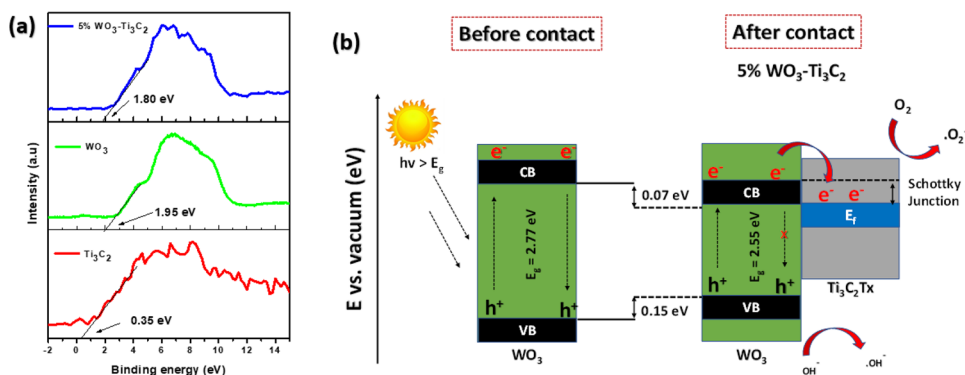 (a)
5% WO₃-Ti₃C₂
1.80 eV
WO₃
1.95 eV
Ti₃C₂
0.35 eV
Intensity (a.u)
-2 0 2 4 6 8 10 12 14
Binding energy (eV)
(b)
Before contact
After contact
5% WO₃-Ti₃C₂
E vs. vacuum (eV)
hv > Eg
e⁻ e⁻
CB
Eg = 2.77 eV
h⁺ h⁺
VB
WO₃
0.07 eV
0.15 eV
e⁻ e⁻
CB
Eg = 2.55 eV
x
h⁺ h⁺
VB
WO₃
e⁻ e⁻
Ef
Ti₃C₂Tx
Schottky
Junction
O₂
.O₂⁻
OH⁻
.OH⁻